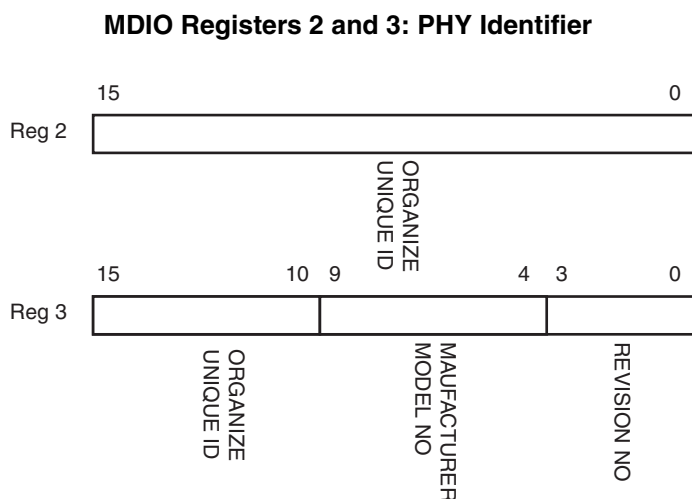 MDIO Registers 2 and 3: PHY Identifier
15 0
Reg 2
ORGANIZE
UNIQUE ID
15 10 9 4 3 0
Reg 3
ORGANIZE
UNIQUE ID
MAUFACTURER
MODEL NO
REVISION NO